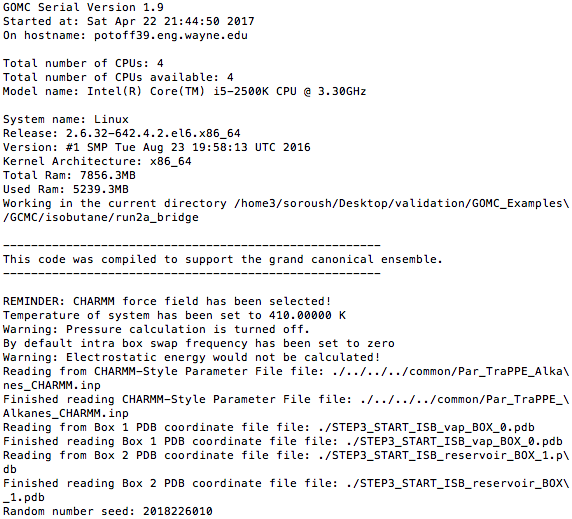 GOMC Serial Version 1.9
Started at: Sat Apr 22 21:44:50 2017
On hostname: potoff39.eng.wayne.edu
Total number of CPUs: 4
Total number of CPUs available: 4
Model name: Intel(R) Core(TM) i5-2500K CPU @ 3.30GHz
System name: Linux
Release: 2.6.32-642.4.2.el6.x86_64
Version: #1 SMP Tue Aug 23 19:58:13 UTC 2016
Kernel Architecture: x86_64
Total Ram: 7856.3MB
Used Ram: 5239.3MB
Working in the current directory /home3/soroush/Desktop/validation/GOMC_Examples\
/GCMC/isobutane/run2a_bridge
------------------------------------------------------
This code was compiled to support the grand canonical ensemble.
------------------------------------------------------
REMINDER: CHARMM force field has been selected!
Temperature of system has been set to 410.00000 K
Warning: Pressure calculation is turned off.
By default intra box swap frequency has been set to zero
Warning: Electrostatic energy would not be calculated!
Reading from CHARMM-Style Parameter File file: ./../../../common/Par_TraPPE_Alka\
nes_CHARMM.inp
Finished reading CHARMM-Style Parameter File file: ./../../../common/Par_TraPPE_\
Alkanes_CHARMM.inp
Reading from Box 1 PDB coordinate file file: ./STEP3_START_ISB_vap_BOX_0.pdb
Finished reading Box 1 PDB coordinate file file: ./STEP3_START_ISB_vap_BOX_0.pdb
Reading from Box 2 PDB coordinate file file: ./STEP3_START_ISB_reservoir_BOX_1.p\
db
Finished reading Box 2 PDB coordinate file file: ./STEP3_START_ISB_reservoir_BOX\
_1.pdb
Random number seed: 2018226010